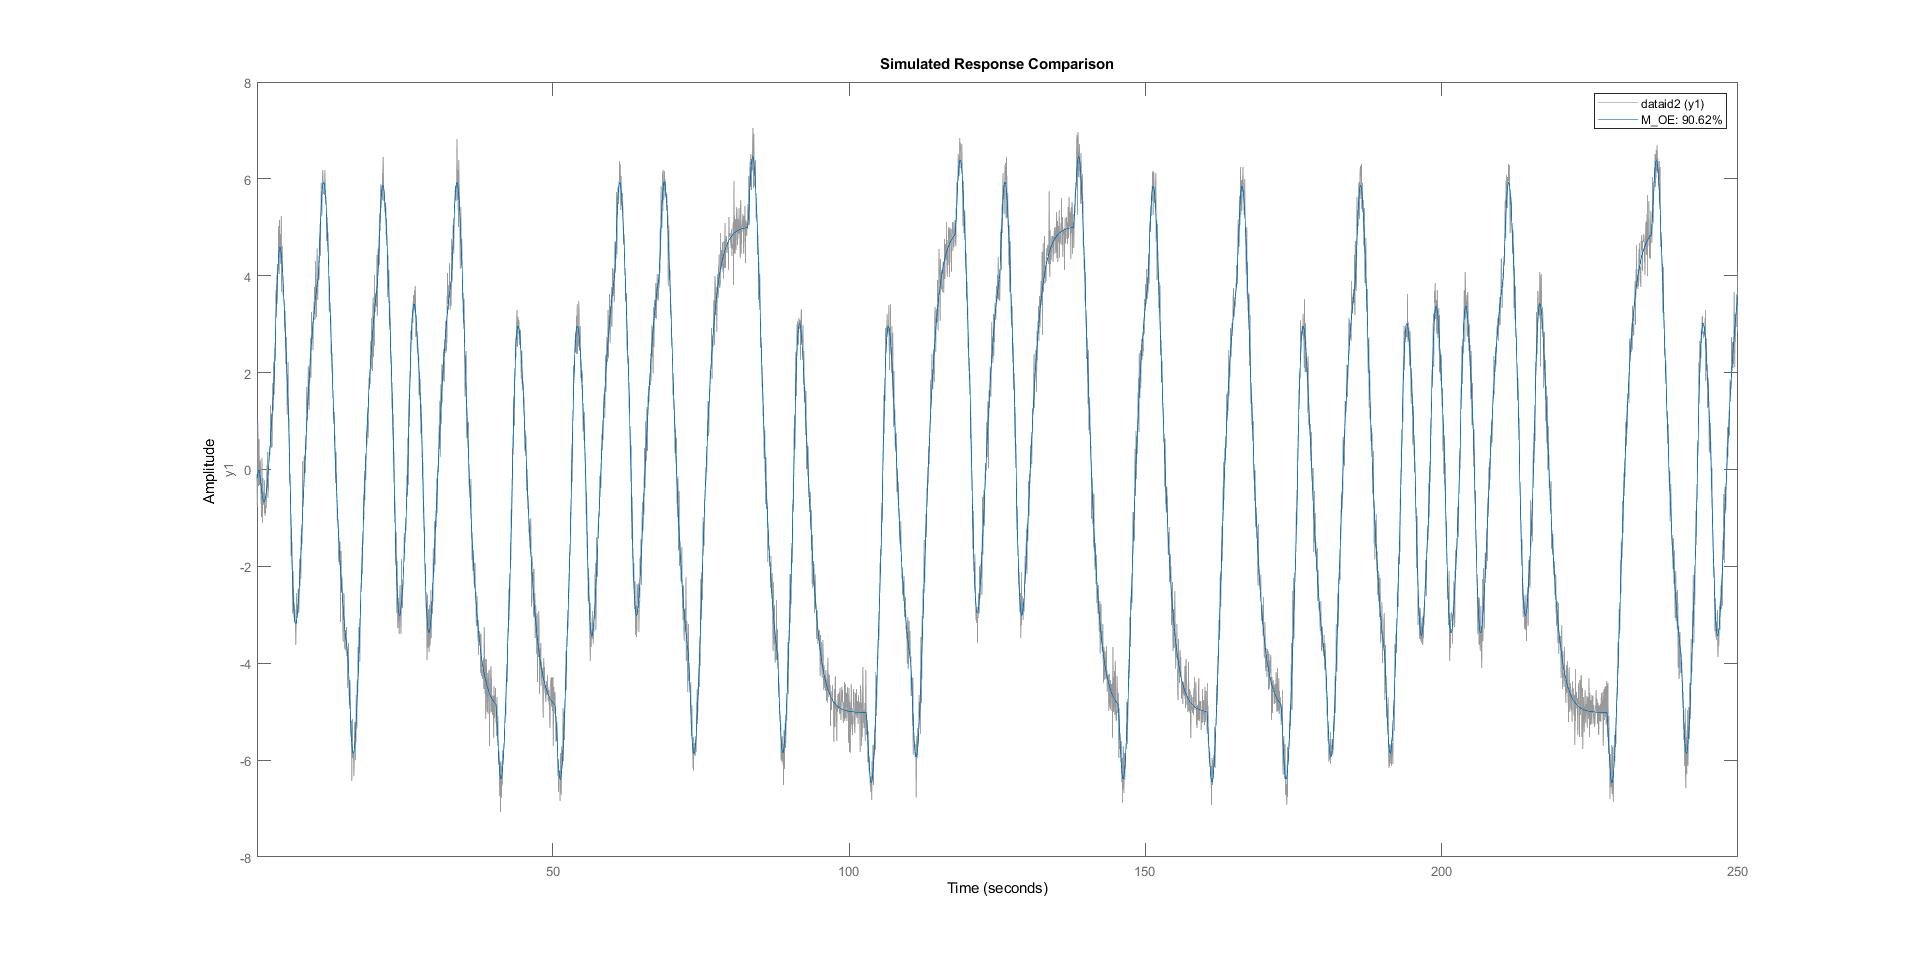 Simulated Response Comparison
dataid2 (y1)
M_OE: 90.62%
8
6
4
2
0
-2
-4
-6
-8
Amplitude
y1
50
100
150
200
250
Time (seconds)